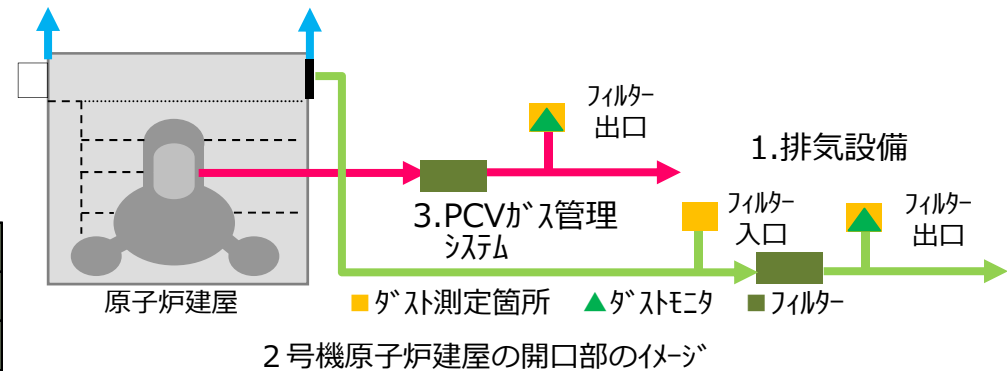 フィルター
出口
1.排気設備
3.PCVｶﾞｽ管理
ｼｽﾃﾑ
フィルター
入口
フィルター
出口
原子炉建屋
ﾀﾞｽﾄ測定箇所 ﾀﾞｽﾄﾓﾆﾀ フィルター
２号機原子炉建屋の開口部のｲﾒｰｼﾞ